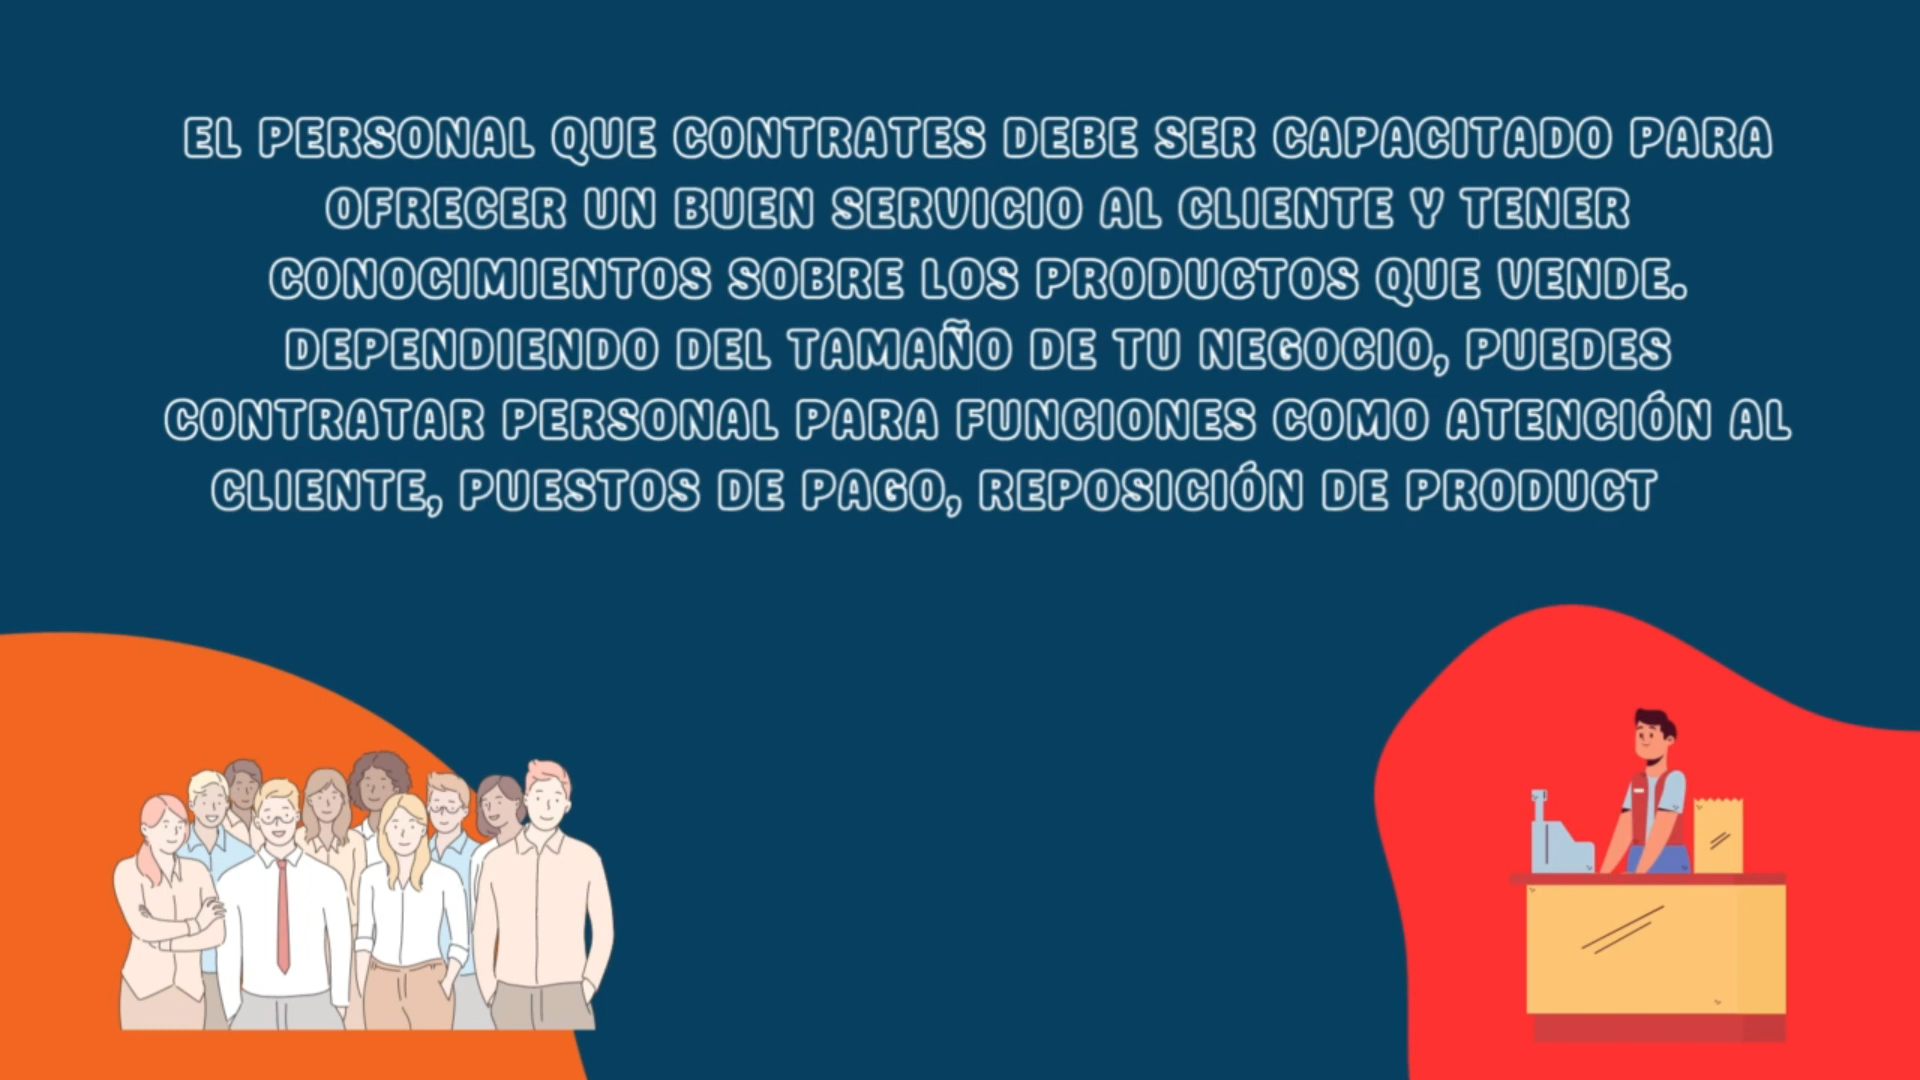 EL PERSONAL QUE CONTRATES DEBE SER CAPACITADO PARA
OFRECER UN BUEN SERVICIO AL CLIENTE Y TENER
CONOCIMIENTOS SOBRE LOS PRODUCTOS QUE VENDE.
DEPENDIENDO DEL TAMAÑO DE TU NEGOCIO, PUEDES
CONTRATAR PERSONAL PARA FUNCIONES COMO ATENCIÓN AL
CLIENTE, PUESTOS DE PAGO, REPOSICIÓN DE PRODUCT